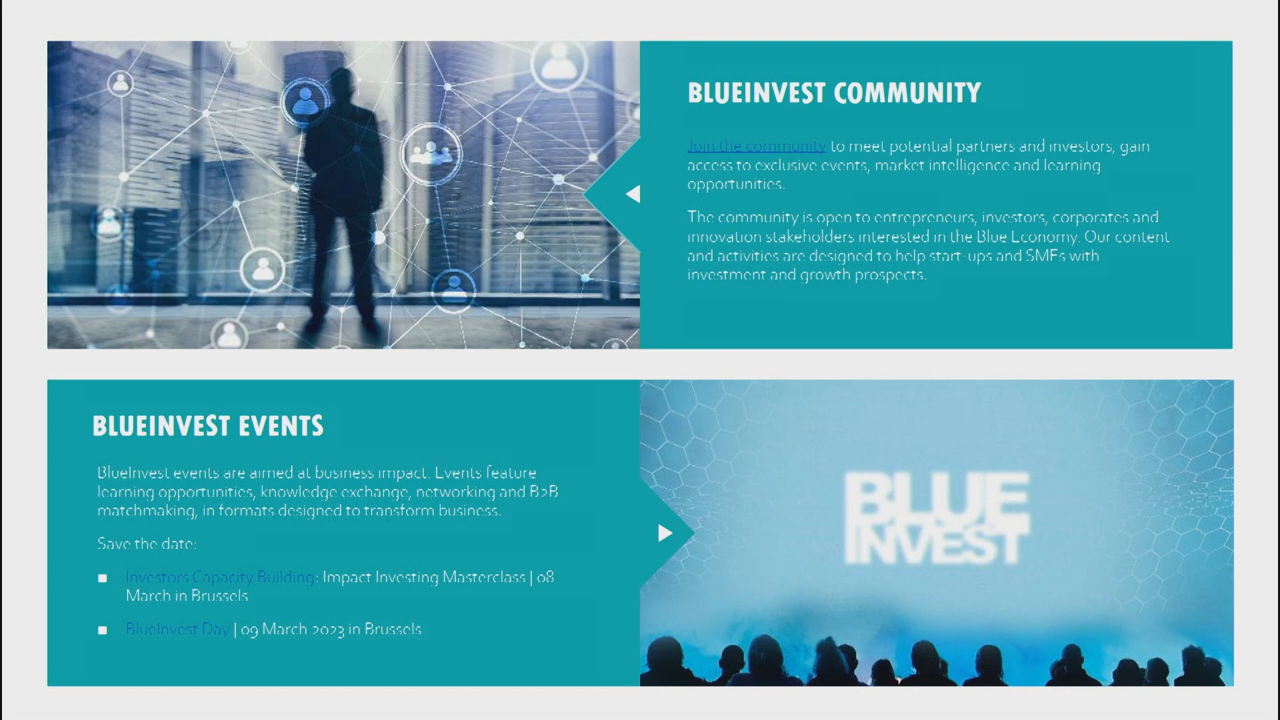 BLUEINVEST COMMUNITY
Join the community to meet potential partners and investors, gain
access to exclusive events, market intelligence and learning
opportunities.
The community is open to entrepreneurs, investors, corporates and
innovation stakeholders interested in the Blue Economy. Our content
and activities are designed to help start-ups and SMEs with
investment and growth prospects.
BLUEINVEST EVENTS
BlueInvest events are aimed at business impact. Events feature
learning opportunities, knowledge exchange, networking and B2B
matchmaking, in formats designed to transform business.
Save the date:
Investors Capacity Building: Impact Investing Masterclass | 08
March in Brussels
BlueInvest Day | 09 March 2023 in Brussels
BLUE
INVEST